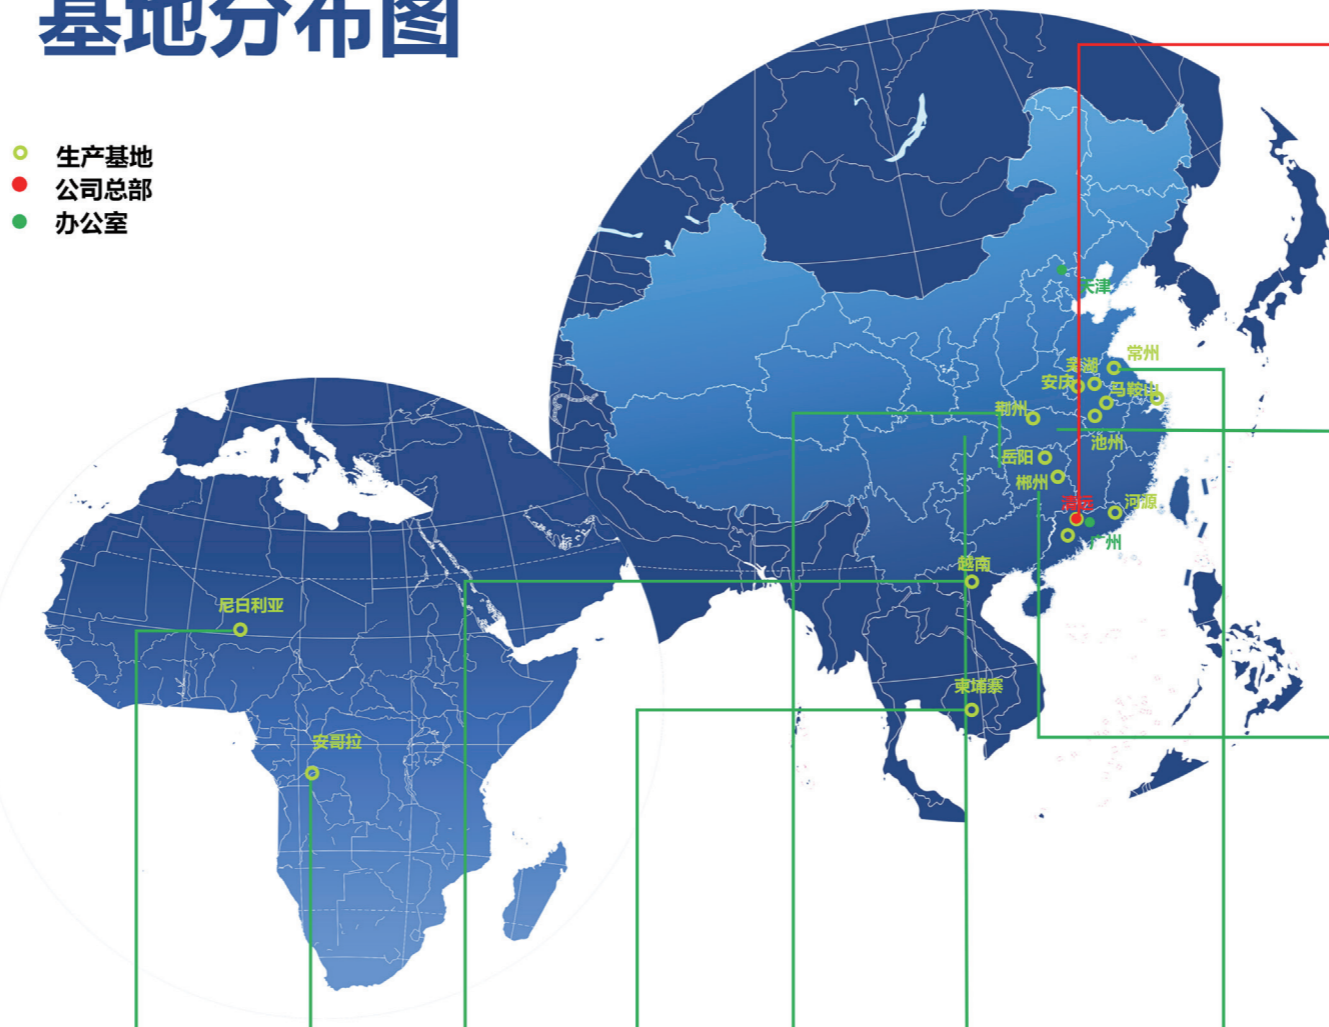 基地分布图
生产基地
公司总部
办公室
天津
常州
芜湖
安庆
马鞍山
荆州
池州
岳阳
郴州
清远
河源
广州
越南
尼日利亚
柬埔寨
安哥拉